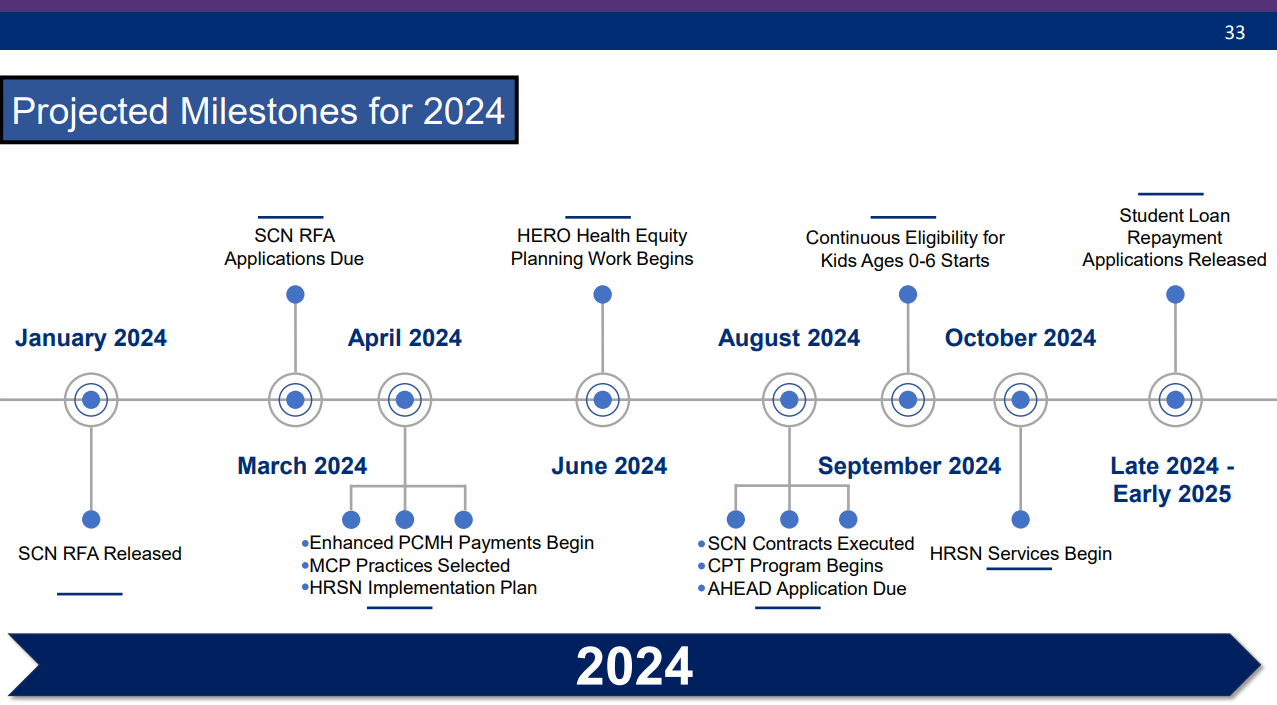 33
Projected Milestones for 2024
SCN RFA
Applications Due
HERO Health Equity
Planning Work Begins
Continuous Eligibility for
Kids Ages 0-6 Starts
Student Loan
Repayment
Applications Released
January 2024
April 2024
August 2024
October 2024
March 2024
June 2024
September 2024
Late 2024 -
Early 2025
SCN RFA Released
•Enhanced PCMH Payments Begin
•MCP Practices Selected
•HRSN Implementation Plan
•SCN Contracts Executed
•CPT Program Begins
•AHEAD Application Due
HRSN Services Begin
2024